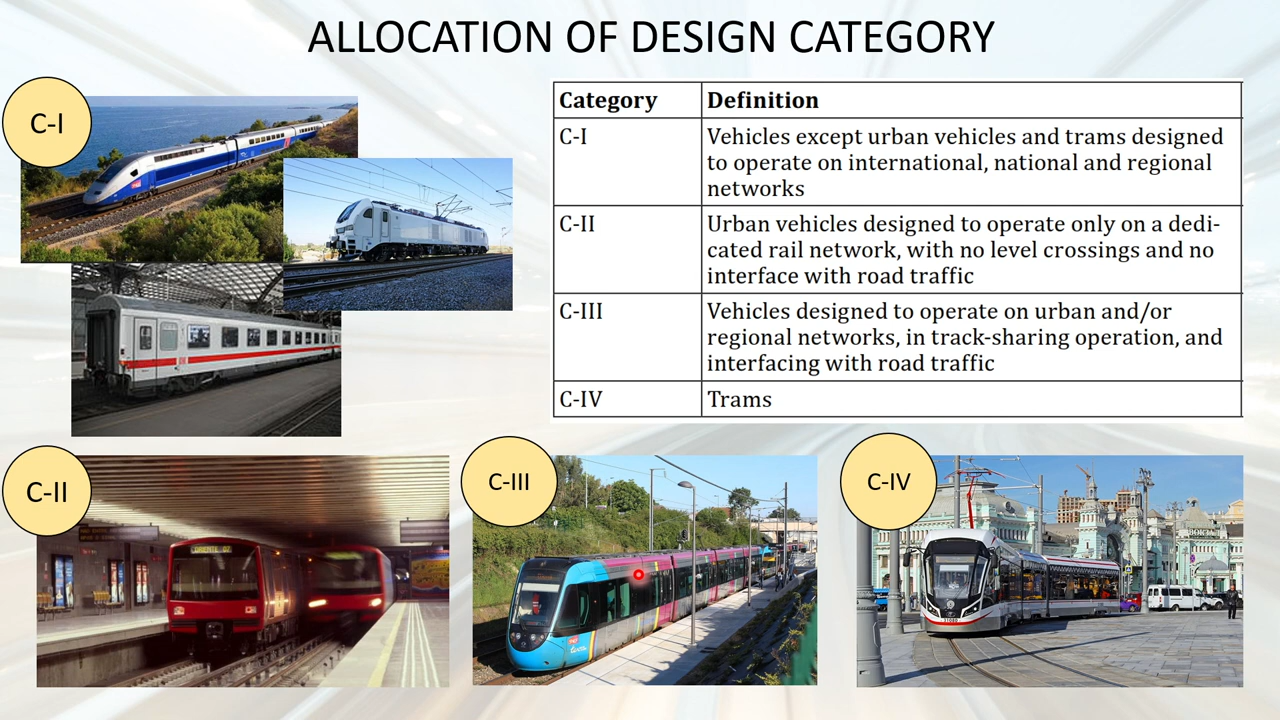 ALLOCATION OF DESIGN CATEGORY
C-I
Category Definition
C-I Vehicles except urban vehicles and trams designed
to operate on international, national and regional
networks
C-II Urban vehicles designed to operate only on a dedi-
cated rail network, with no level crossings and no
interface with road traffic
C-III Vehicles designed to operate on urban and/or
regional networks, in track-sharing operation, and
interfacing with road traffic
C-IV Trams
C-II
C-III
C-IV